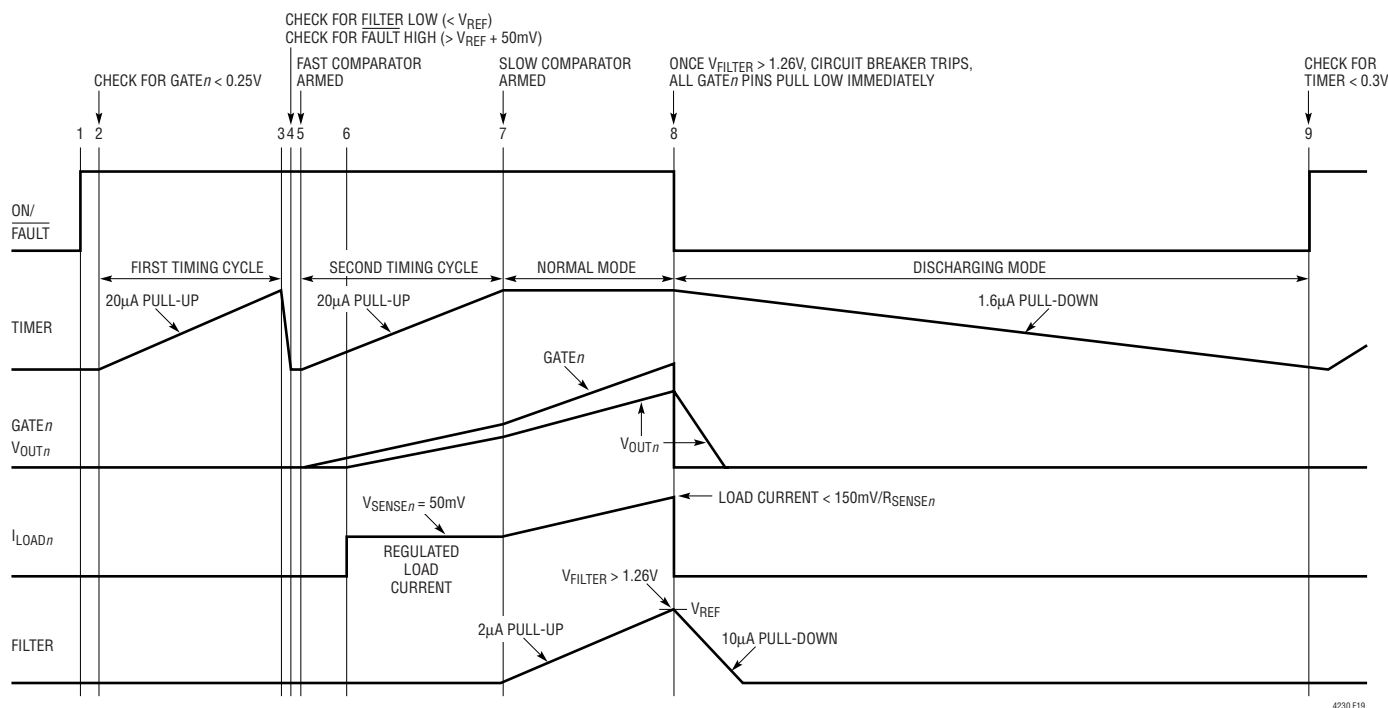 CHECK FOR FILTER LOW (< VREF)
CHECK FOR FAULT HIGH (> VREF + 50mV)
CHECK FOR GATEn < 0.25V
FAST COMPARATOR
ARMED
SLOW COMPARATOR
ARMED
ONCE VFILTER > 1.26V, CIRCUIT BREAKER TRIPS,
ALL GATEn PINS PULL LOW IMMEDIATELY
CHECK FOR
TIMER < 0.3V
1 2 3 4 5 6 7 8 9
ON/
FAULT
FIRST TIMING CYCLE
SECOND TIMING CYCLE
NORMAL MODE
DISCHARGING MODE
20µA PULL-UP
20µA PULL-UP
1.6µA PULL-DOWN
TIMER
GATEn
GATEn
VOUTn
VOUTn
VSENSEn = 50mV
LOAD CURRENT < 150mV/RSENSEn
ILOADn
REGULATED
LOAD
CURRENT
VFILTER > 1.26V
VREF
2µA PULL-UP
10µA PULL-DOWN
FILTER
4230 F19